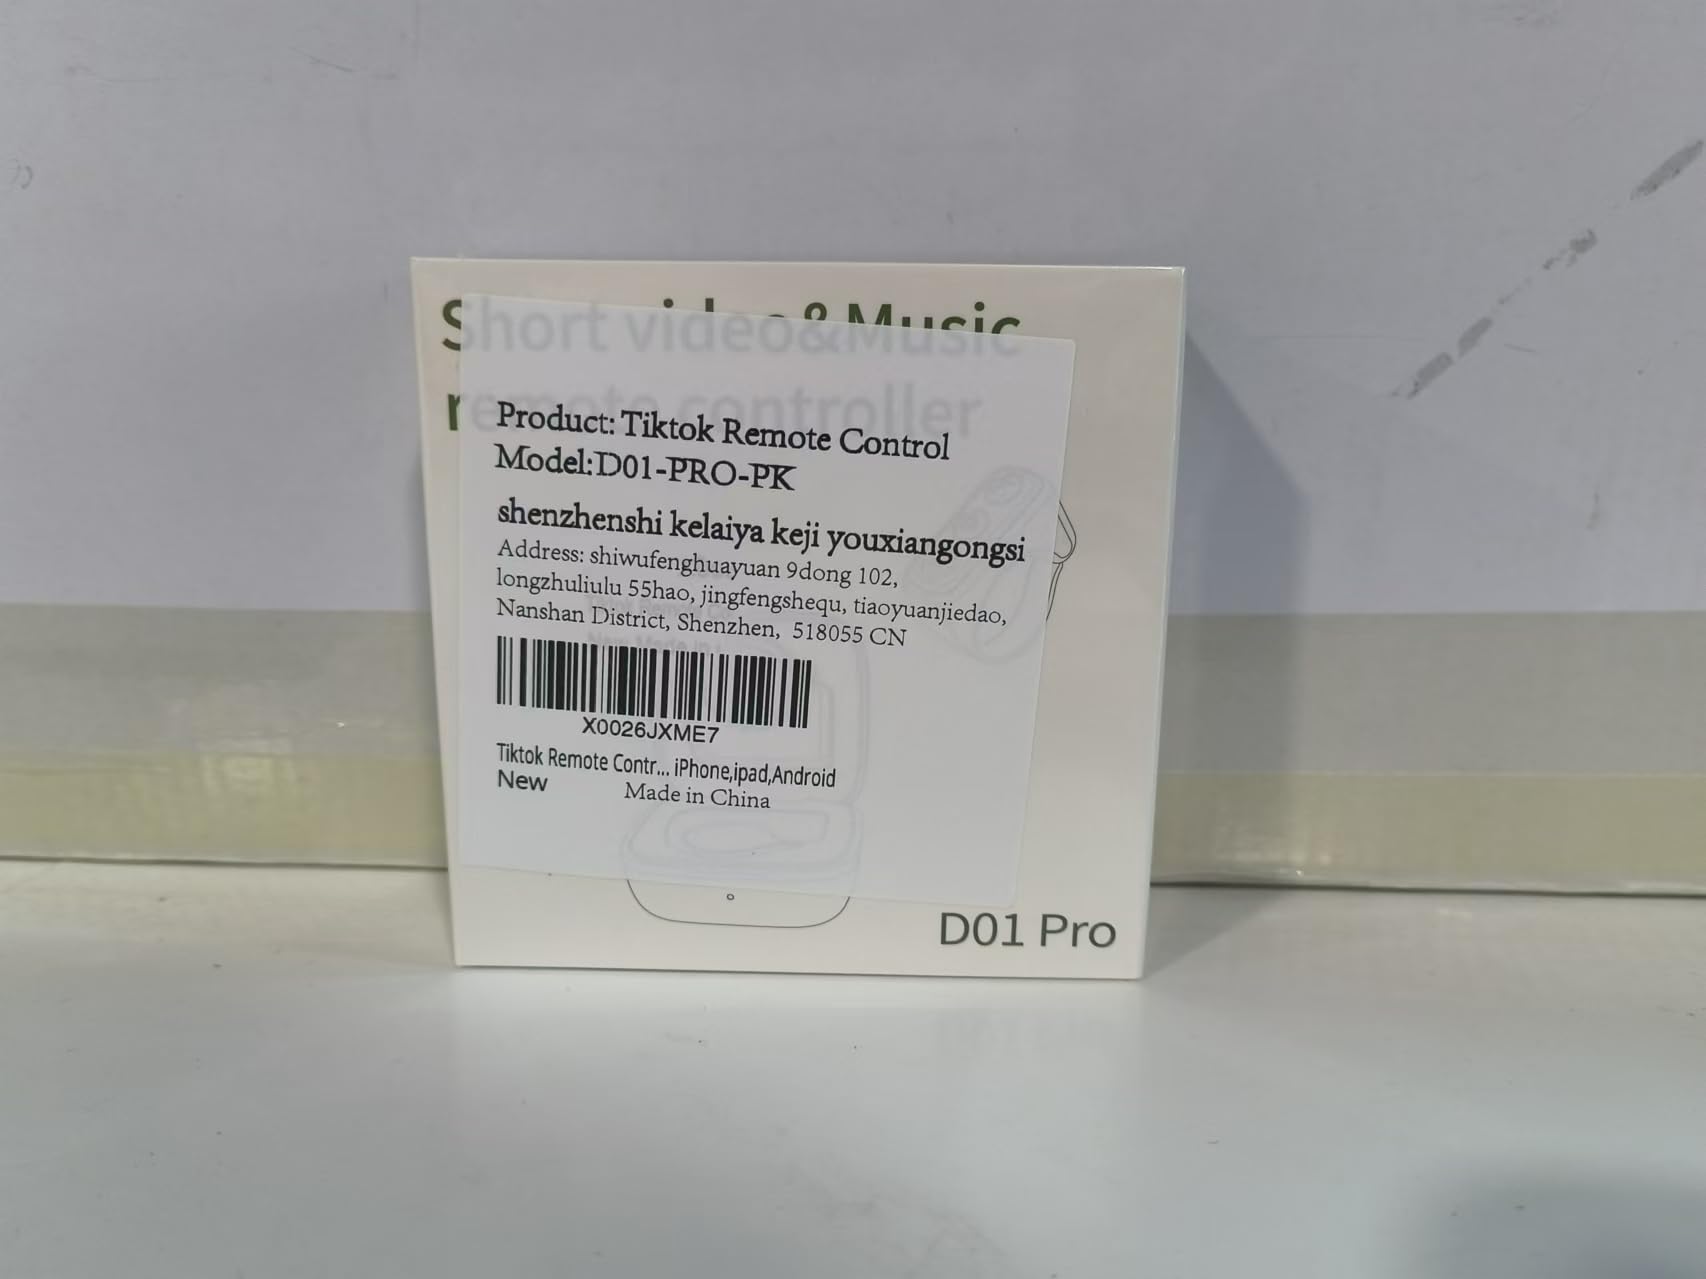 Short video&Music
remote controller
Product: Tiktok Remote Control
Model:D01-PRO-PK
shenzhenshi kelaiya keji youxiangongsi
Address: shiwufenghuayuan 9dong 102,
longzhuliulu 55hao, jingfengshequ, tiaoyuanjiedao,
Nanshan District, Shenzhen, 518055 CN
X0026JXME7
Tiktok Remote Contr... iPhone,ipad,Android
New
Made in China
D01 Pro